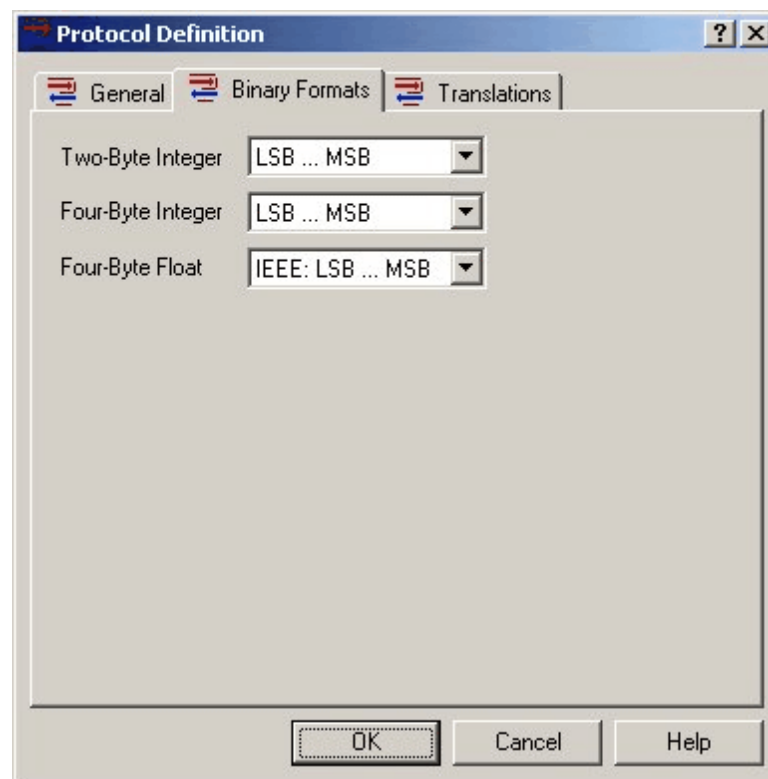 Protocol Definition
General Binary Formats Translations
Two-Byte Integer LSB ... MSB
Four-Byte Integer LSB ... MSB
Four-Byte Float IEEE: LSB ... MSB
OK Cancel Help